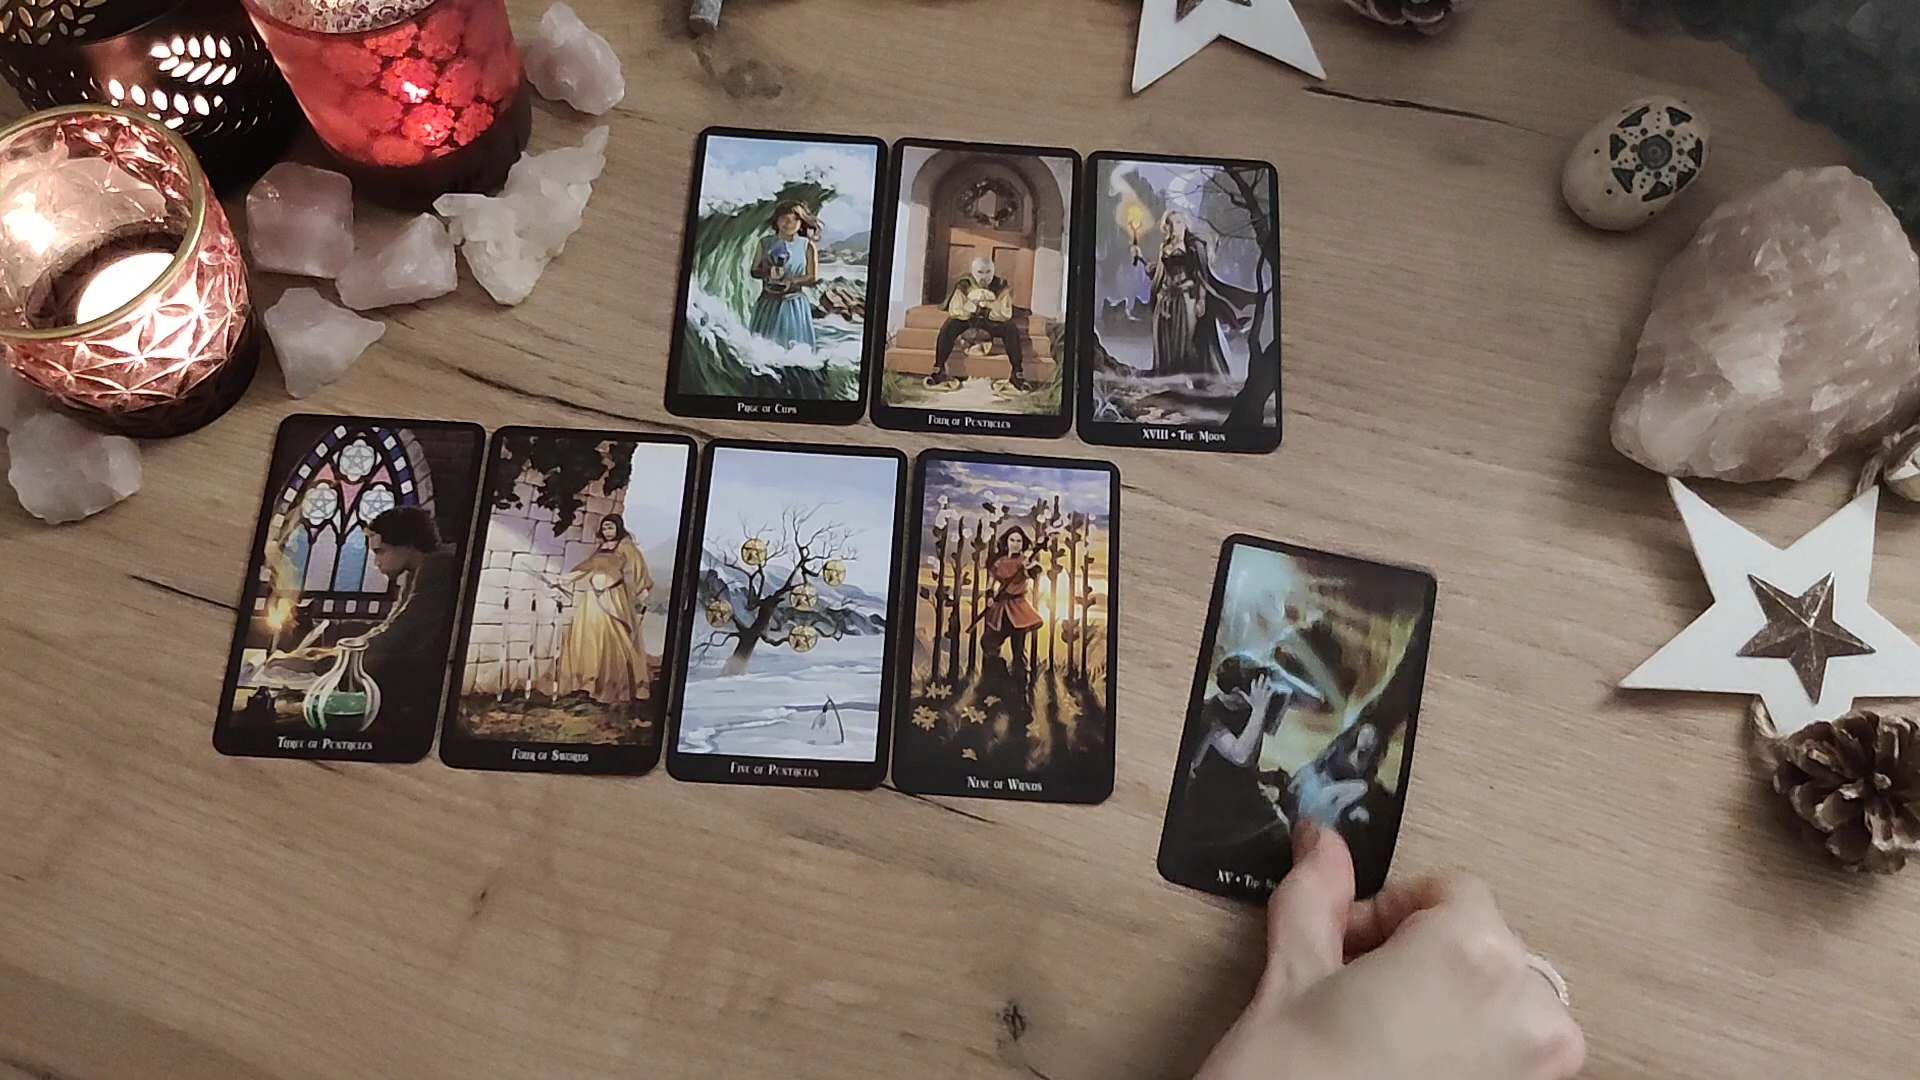 Page of Cups
Four of Pentacles
XVIII • The Moon
Three of Pentacles
Four of Swords
Five of Pentacles
Nine of Wands
XV • The